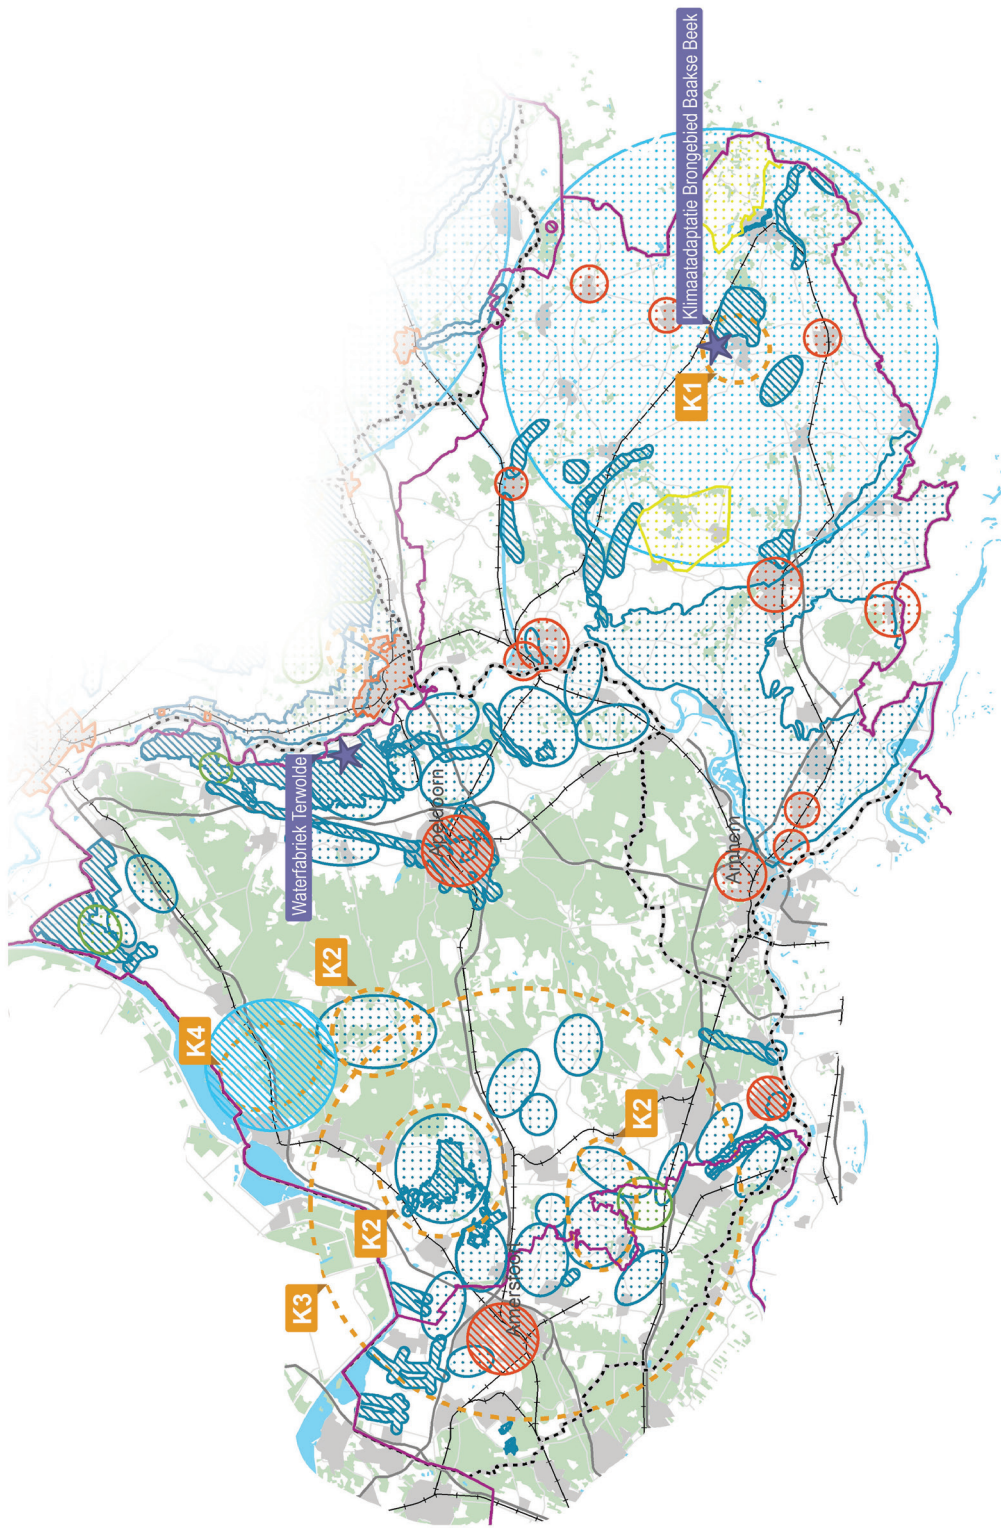 K4
K2
Waterfabriek Terwolde
K3
K2
Apeldoorn
Amersfoort
K2
Arnhem
K1
Klimaatadaptatie Brongebied Baakse Beek